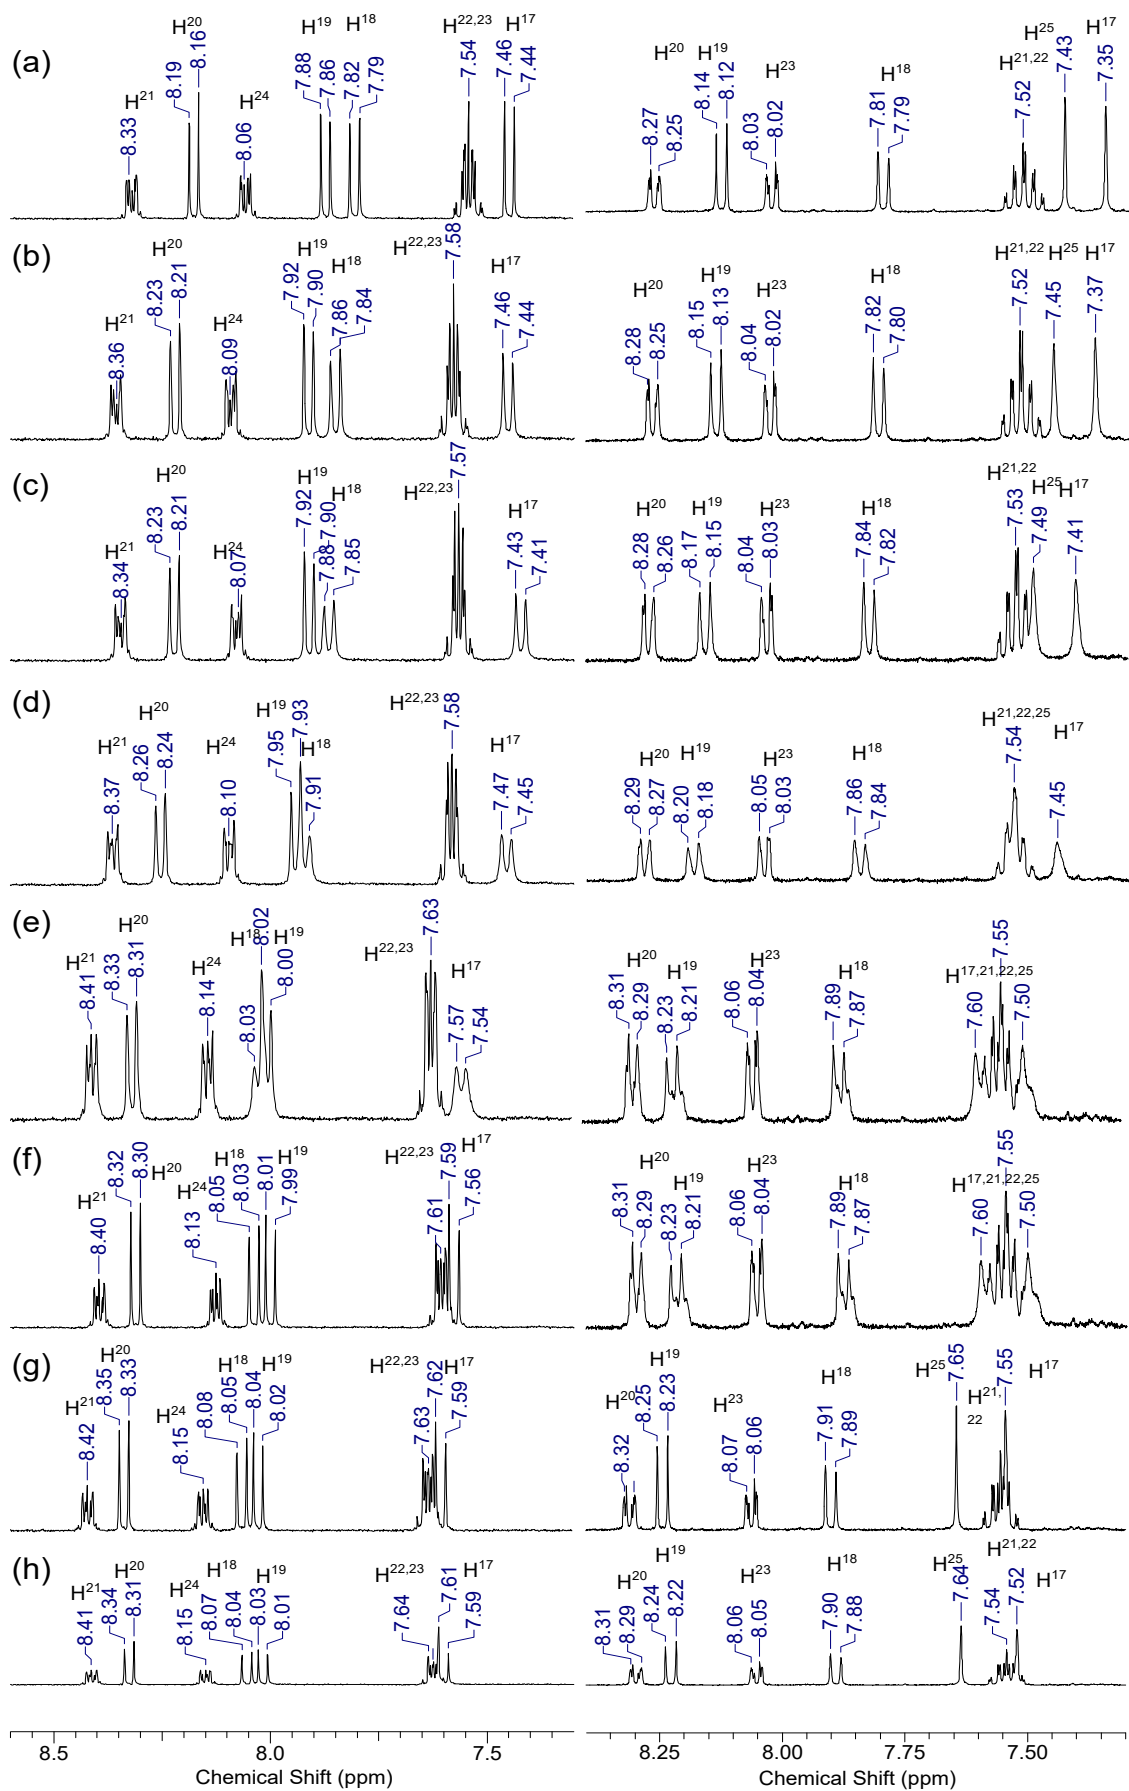 (a)
H21 H20 H24 H19 H18 H22,23 H17
8.33 8.19 8.16 8.06 7.88 7.86 7.82 7.79 7.54 7.46 7.44
H20 H19 H23 H18 H21,22 H25 H17
8.27 8.25 8.14 8.12 8.03 8.02 7.81 7.79 7.52 7.43 7.35
(b)
H21 H20 H24 H19 H18 H22,23 H17
8.36 8.23 8.21 8.09 7.92 7.90 7.86 7.84 7.58 7.46 7.44
H20 H19 H23 H18 H21,22 H25 H17
8.28 8.25 8.15 8.13 8.04 8.02 7.82 7.80 7.52 7.45 7.37
(c)
H21 H20 H24 H19 H18 H22,23 H17
8.34 8.23 8.21 8.07 7.92 7.90 7.88 7.85 7.57 7.43 7.41
H20 H19 H23 H18 H21,22 H25 H17
8.28 8.26 8.17 8.15 8.04 8.03 7.84 7.82 7.53 7.49 7.41
(d)
H21 H20 H24 H19 H18 H22,23 H17
8.37 8.26 8.24 8.10 7.95 7.93 7.91 7.58 7.47 7.45
H20 H19 H23 H18 H21,22,25 H17
8.29 8.27 8.20 8.18 8.05 8.03 7.86 7.84 7.54 7.45
(e)
H21 H20 H24 H18 H19 H22,23 H17
8.41 8.33 8.31 8.14 8.03 8.02 8.00 7.63 7.57 7.54
H20 H19 H23 H18 H17,21,22,25
8.31 8.29 8.23 8.21 8.06 8.04 7.89 7.87 7.60 7.55 7.50
(f)
H21 H20 H24 H18 H19 H22,23 H17
8.40 8.32 8.30 8.13 8.05 8.03 8.01 7.99 7.61 7.59 7.56
H20 H19 H23 H18 H17,21,22,25
8.31 8.29 8.23 8.21 8.06 8.04 7.89 7.87 7.60 7.55 7.50
(g)
H21 H20 H24 H18 H19 H22,23 H17
8.42 8.35 8.33 8.15 8.08 8.05 8.04 8.02 7.63 7.62 7.59
H20 H19 H23 H18 H25 H21,22 H17
8.32 8.25 8.23 8.07 8.06 7.91 7.89 7.65 7.55
(h)
H21 H20 H24 H18 H19 H22,23 H17
8.41 8.34 8.31 8.15 8.07 8.04 8.03 8.01 7.64 7.61 7.59
H20 H19 H23 H18 H25 H21,22 H17
8.31 8.29 8.24 8.22 8.06 8.05 7.90 7.88 7.64 7.54 7.52
8.5 8.0 7.5
8.25 8.00 7.75 7.50
Chemical Shift (ppm)
Chemical Shift (ppm)